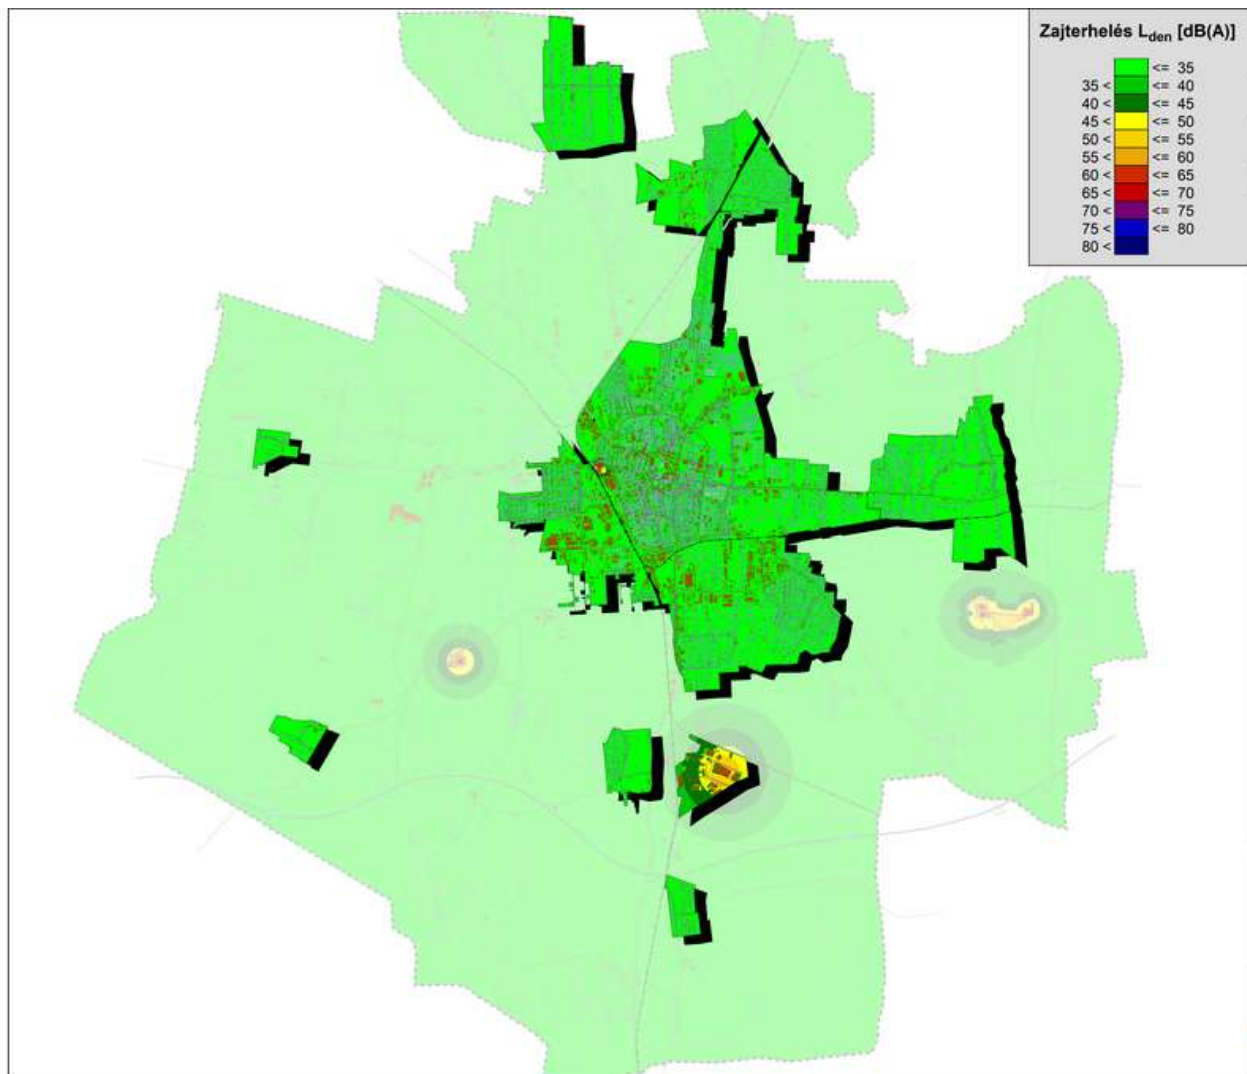 Zajterhelés Lden [dB(A)]
<= 35
35 < <= 40
40 < <= 45
45 < <= 50
50 < <= 55
55 < <= 60
60 < <= 65
65 < <= 70
70 < <= 75
75 < <= 80
80 <